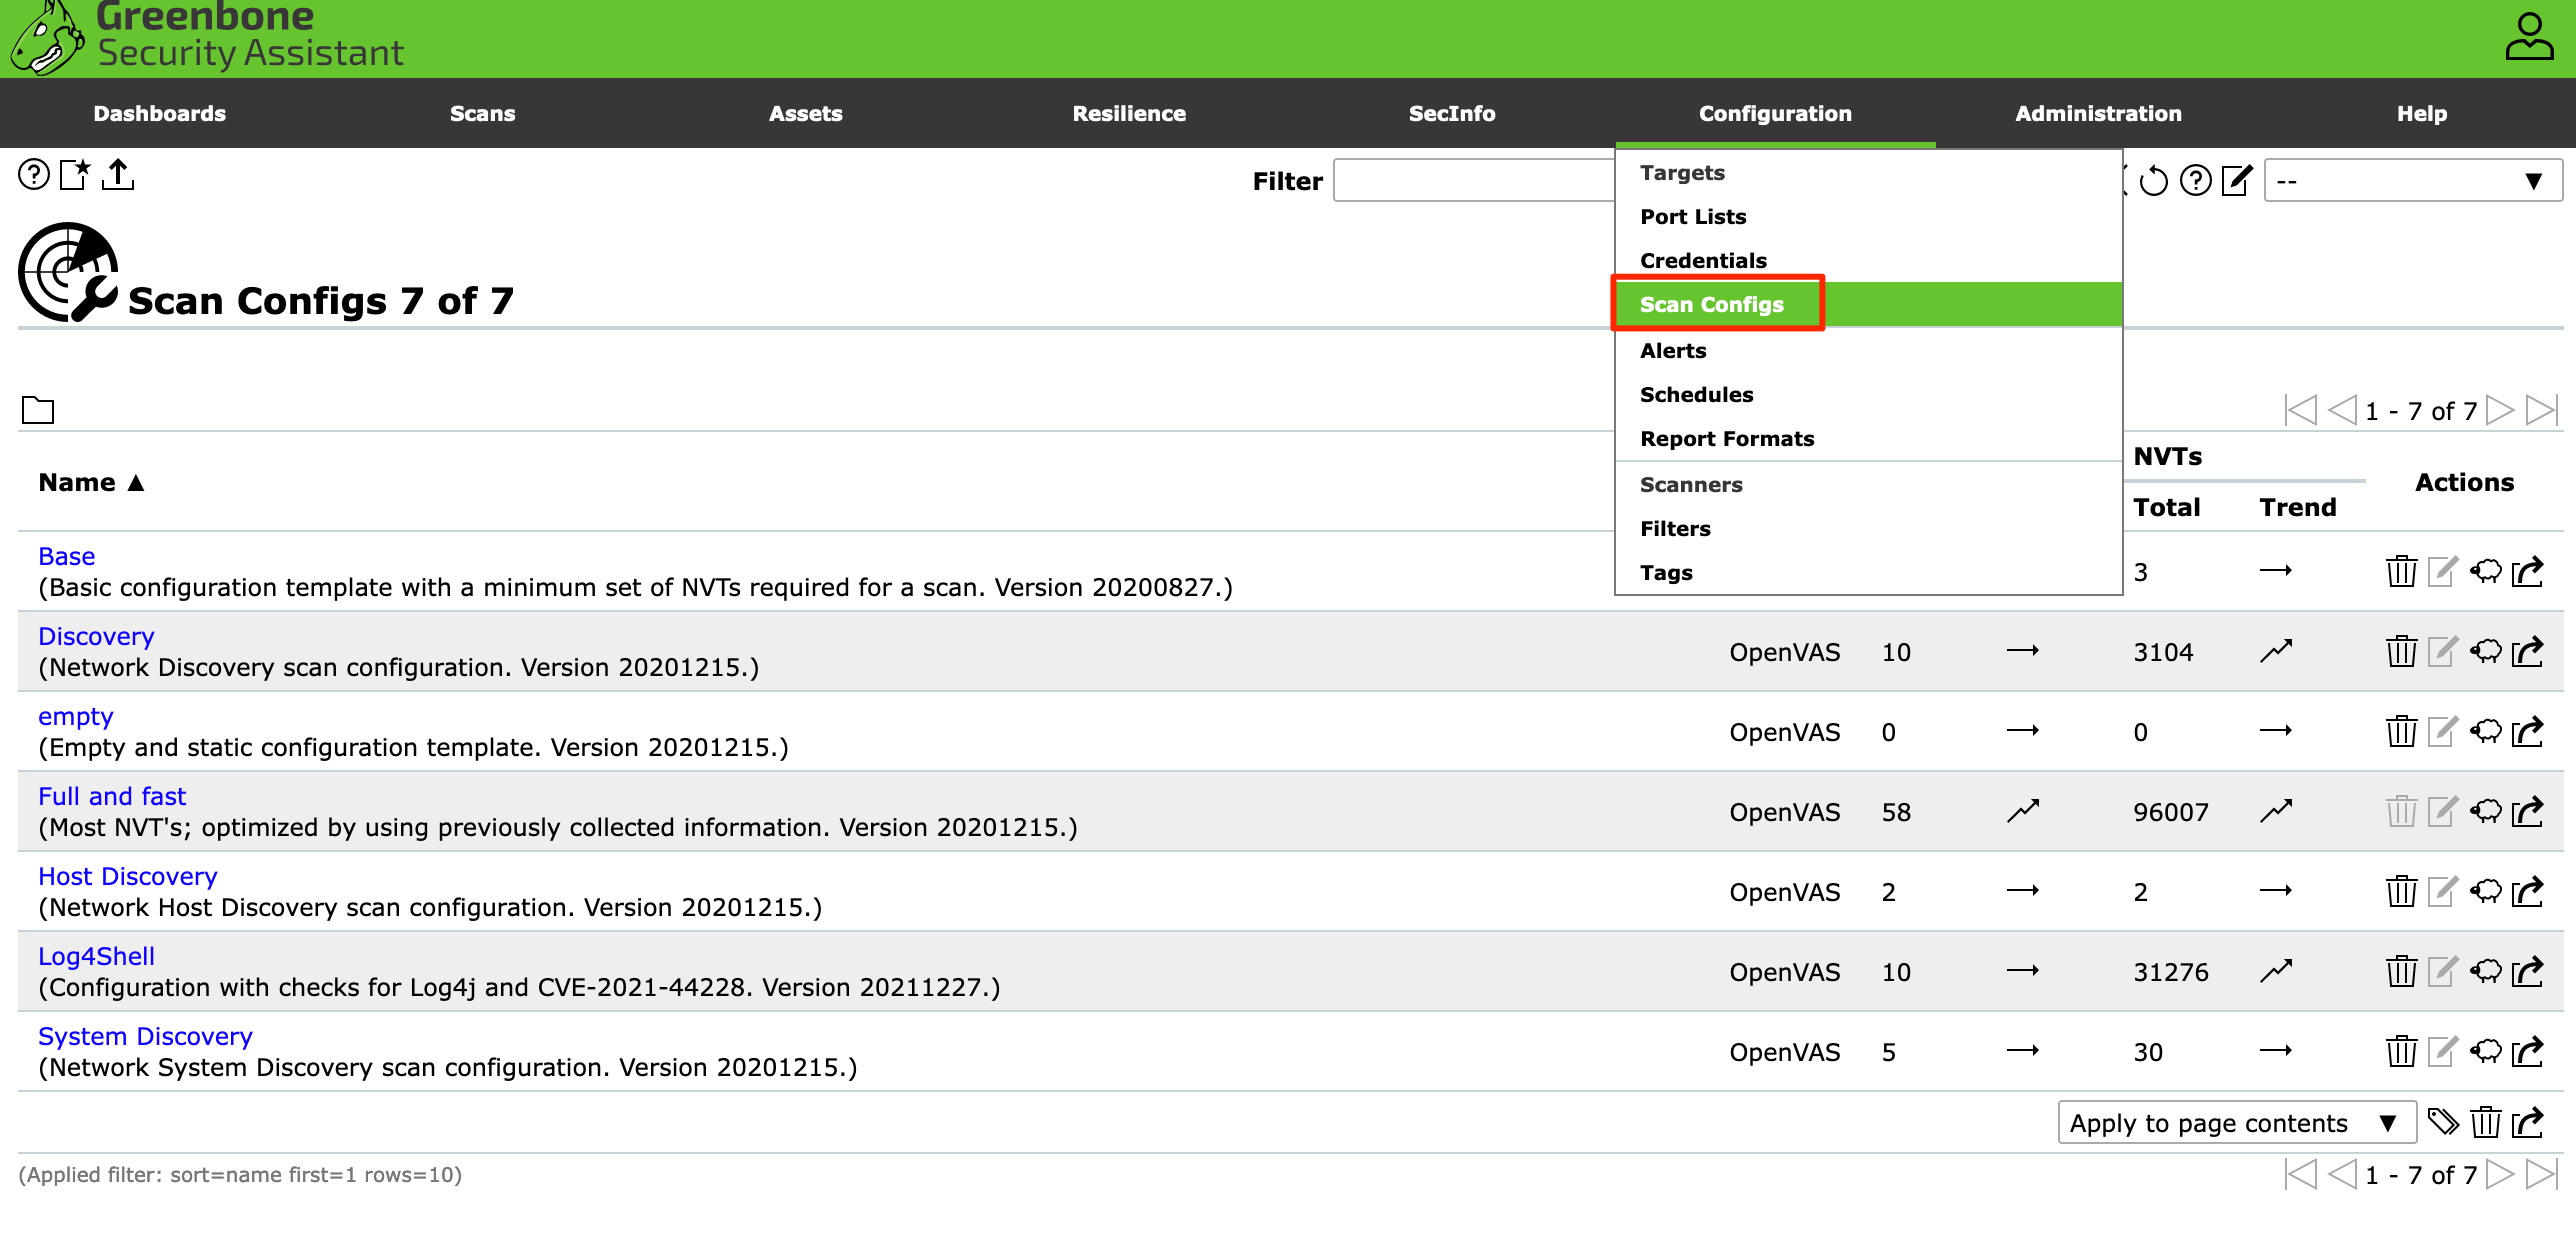 Greenbone
Security Assistant
Dashboards Scans Assets Resilience SecInfo Configuration Administration Help
Filter
--
Targets
Port Lists
Credentials
Scan Configs
Alerts
Schedules
Report Formats
Scanners
Filters
Tags
Scan Configs 7 of 7
1 - 7 of 7
Name ▲ NVTs Actions
Total Trend
Base
(Basic configuration template with a minimum set of NVTs required for a scan. Version 20200827.) 3
Discovery
(Network Discovery scan configuration. Version 20201215.) OpenVAS 10 3104
empty
(Empty and static configuration template. Version 20201215.) OpenVAS 0 0
Full and fast
(Most NVT's; optimized by using previously collected information. Version 20201215.) OpenVAS 58 96007
Host Discovery
(Network Host Discovery scan configuration. Version 20201215.) OpenVAS 2 2
Log4Shell
(Configuration with checks for Log4j and CVE-2021-44228. Version 20211227.) OpenVAS 10 31276
System Discovery
(Network System Discovery scan configuration. Version 20201215.) OpenVAS 5 30
Apply to page contents ▼
(Applied filter: sort=name first=1 rows=10) 1 - 7 of 7